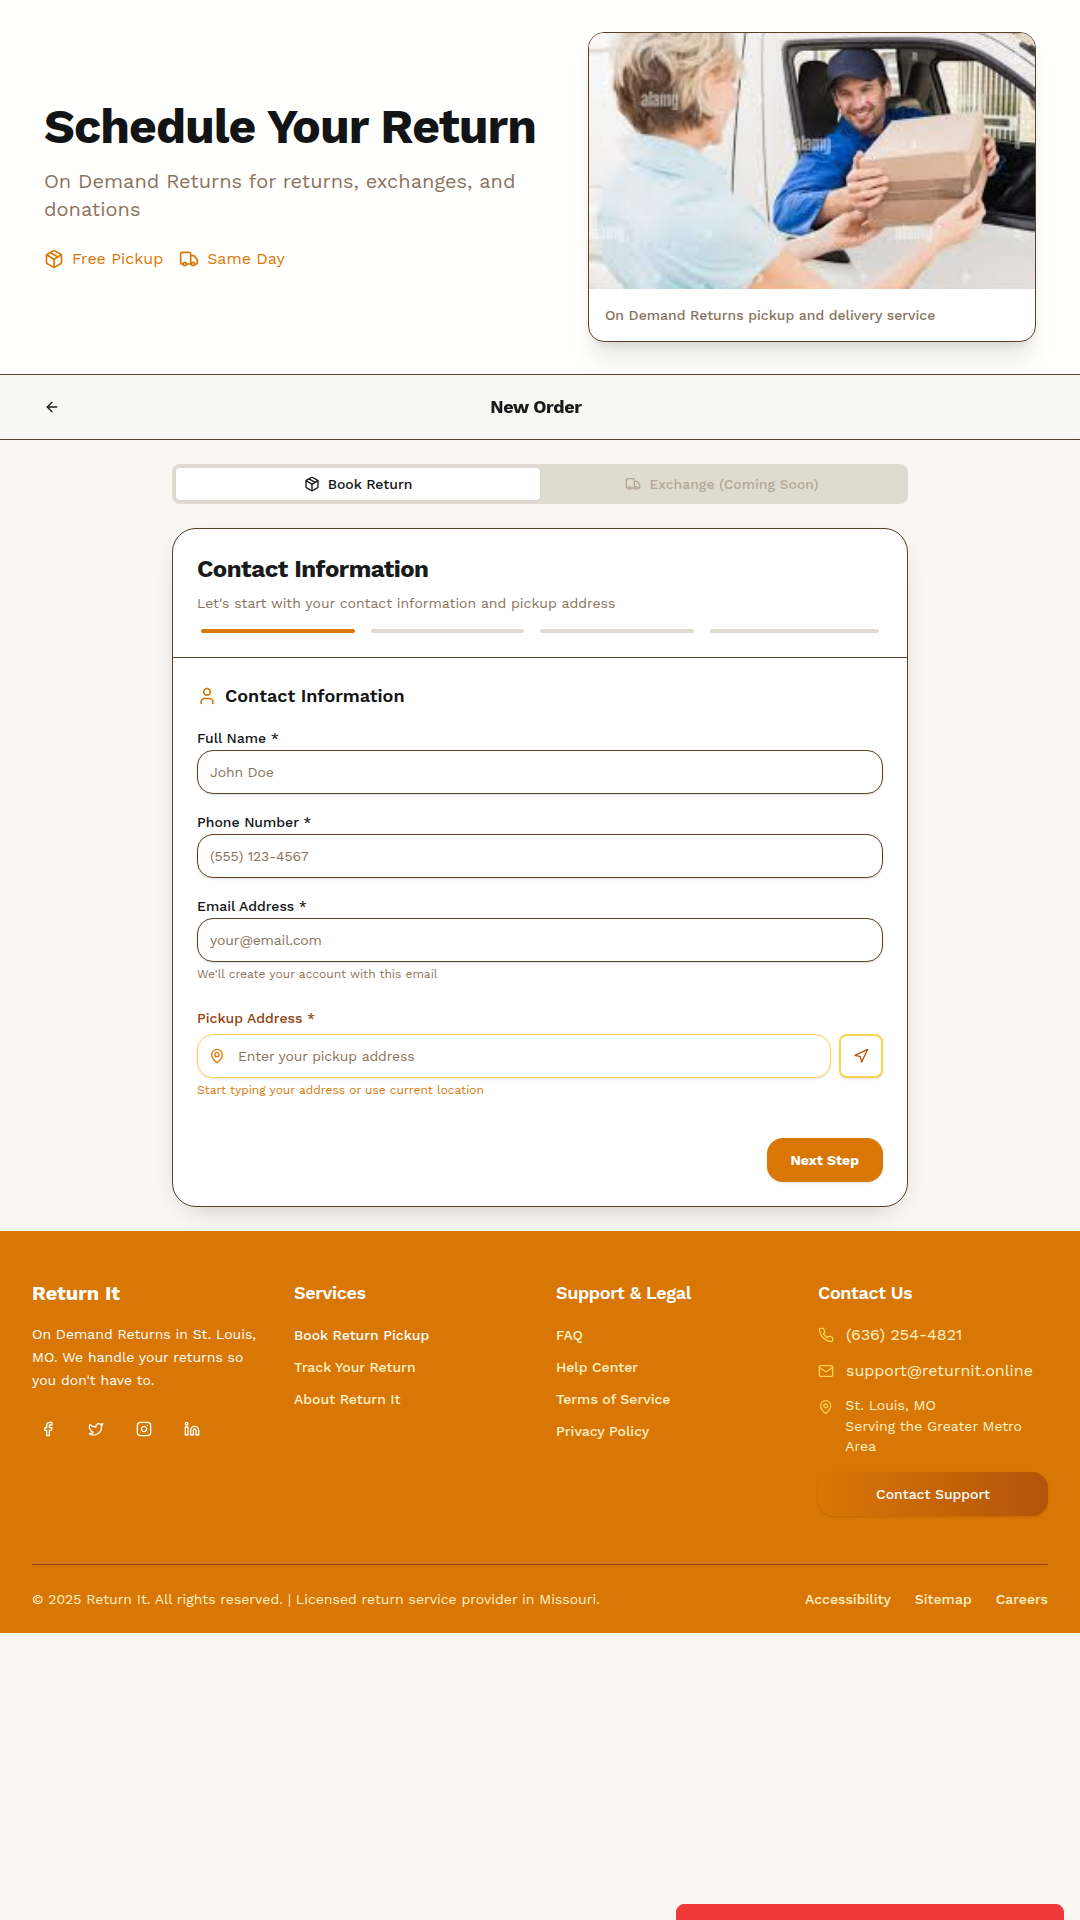 Schedule Your Return
On Demand Returns for returns, exchanges, and
donations
Free Pickup
Same Day
alamy
alamy
alamy
alamy
On Demand Returns pickup and delivery service
New Order
Book Return
Exchange (Coming Soon)
Contact Information
Let's start with your contact information and pickup address
Contact Information
Full Name *
John Doe
Phone Number *
(555) 123-4567
Email Address *
your@email.com
We'll create your account with this email
Pickup Address *
Enter your pickup address
Start typing your address or use current location
Next Step
Return It
On Demand Returns in St. Louis,
MO. We handle your returns so
you don't have to.
Services
Book Return Pickup
Track Your Return
About Return It
Support & Legal
FAQ
Help Center
Terms of Service
Privacy Policy
Contact Us
(636) 254-4821
support@returnit.online
St. Louis, MO
Serving the Greater Metro
Area
Contact Support
© 2025 Return It. All rights reserved. | Licensed return service provider in Missouri.
Accessibility
Sitemap
Careers